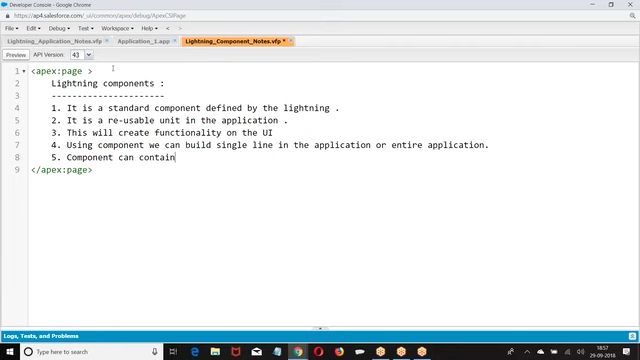 Developer Console - Google Chrome
https://ap4.salesforce.com/_ui/common/apex/debug/ApexCSIPage
File Edit Debug Test Workspace Help < >
Lightning_Application_Notes.vfp Application_1.app Lightning_Component_Notes.vfp *
Preview API Version: 43
1 <apex:page >
2 Lightning components :
3 ----------------------
4 1. It is a standard component defined by the lightning .
5 2. It is a re-usable unit in the application .
6 3. This will create functionality on the UI
7 4. Using component we can build single line in the application or entire application.
8 5. Component can contain
9 </apex:page>
Logs, Tests, and Problems
Type here to search
18:57
29-09-2018